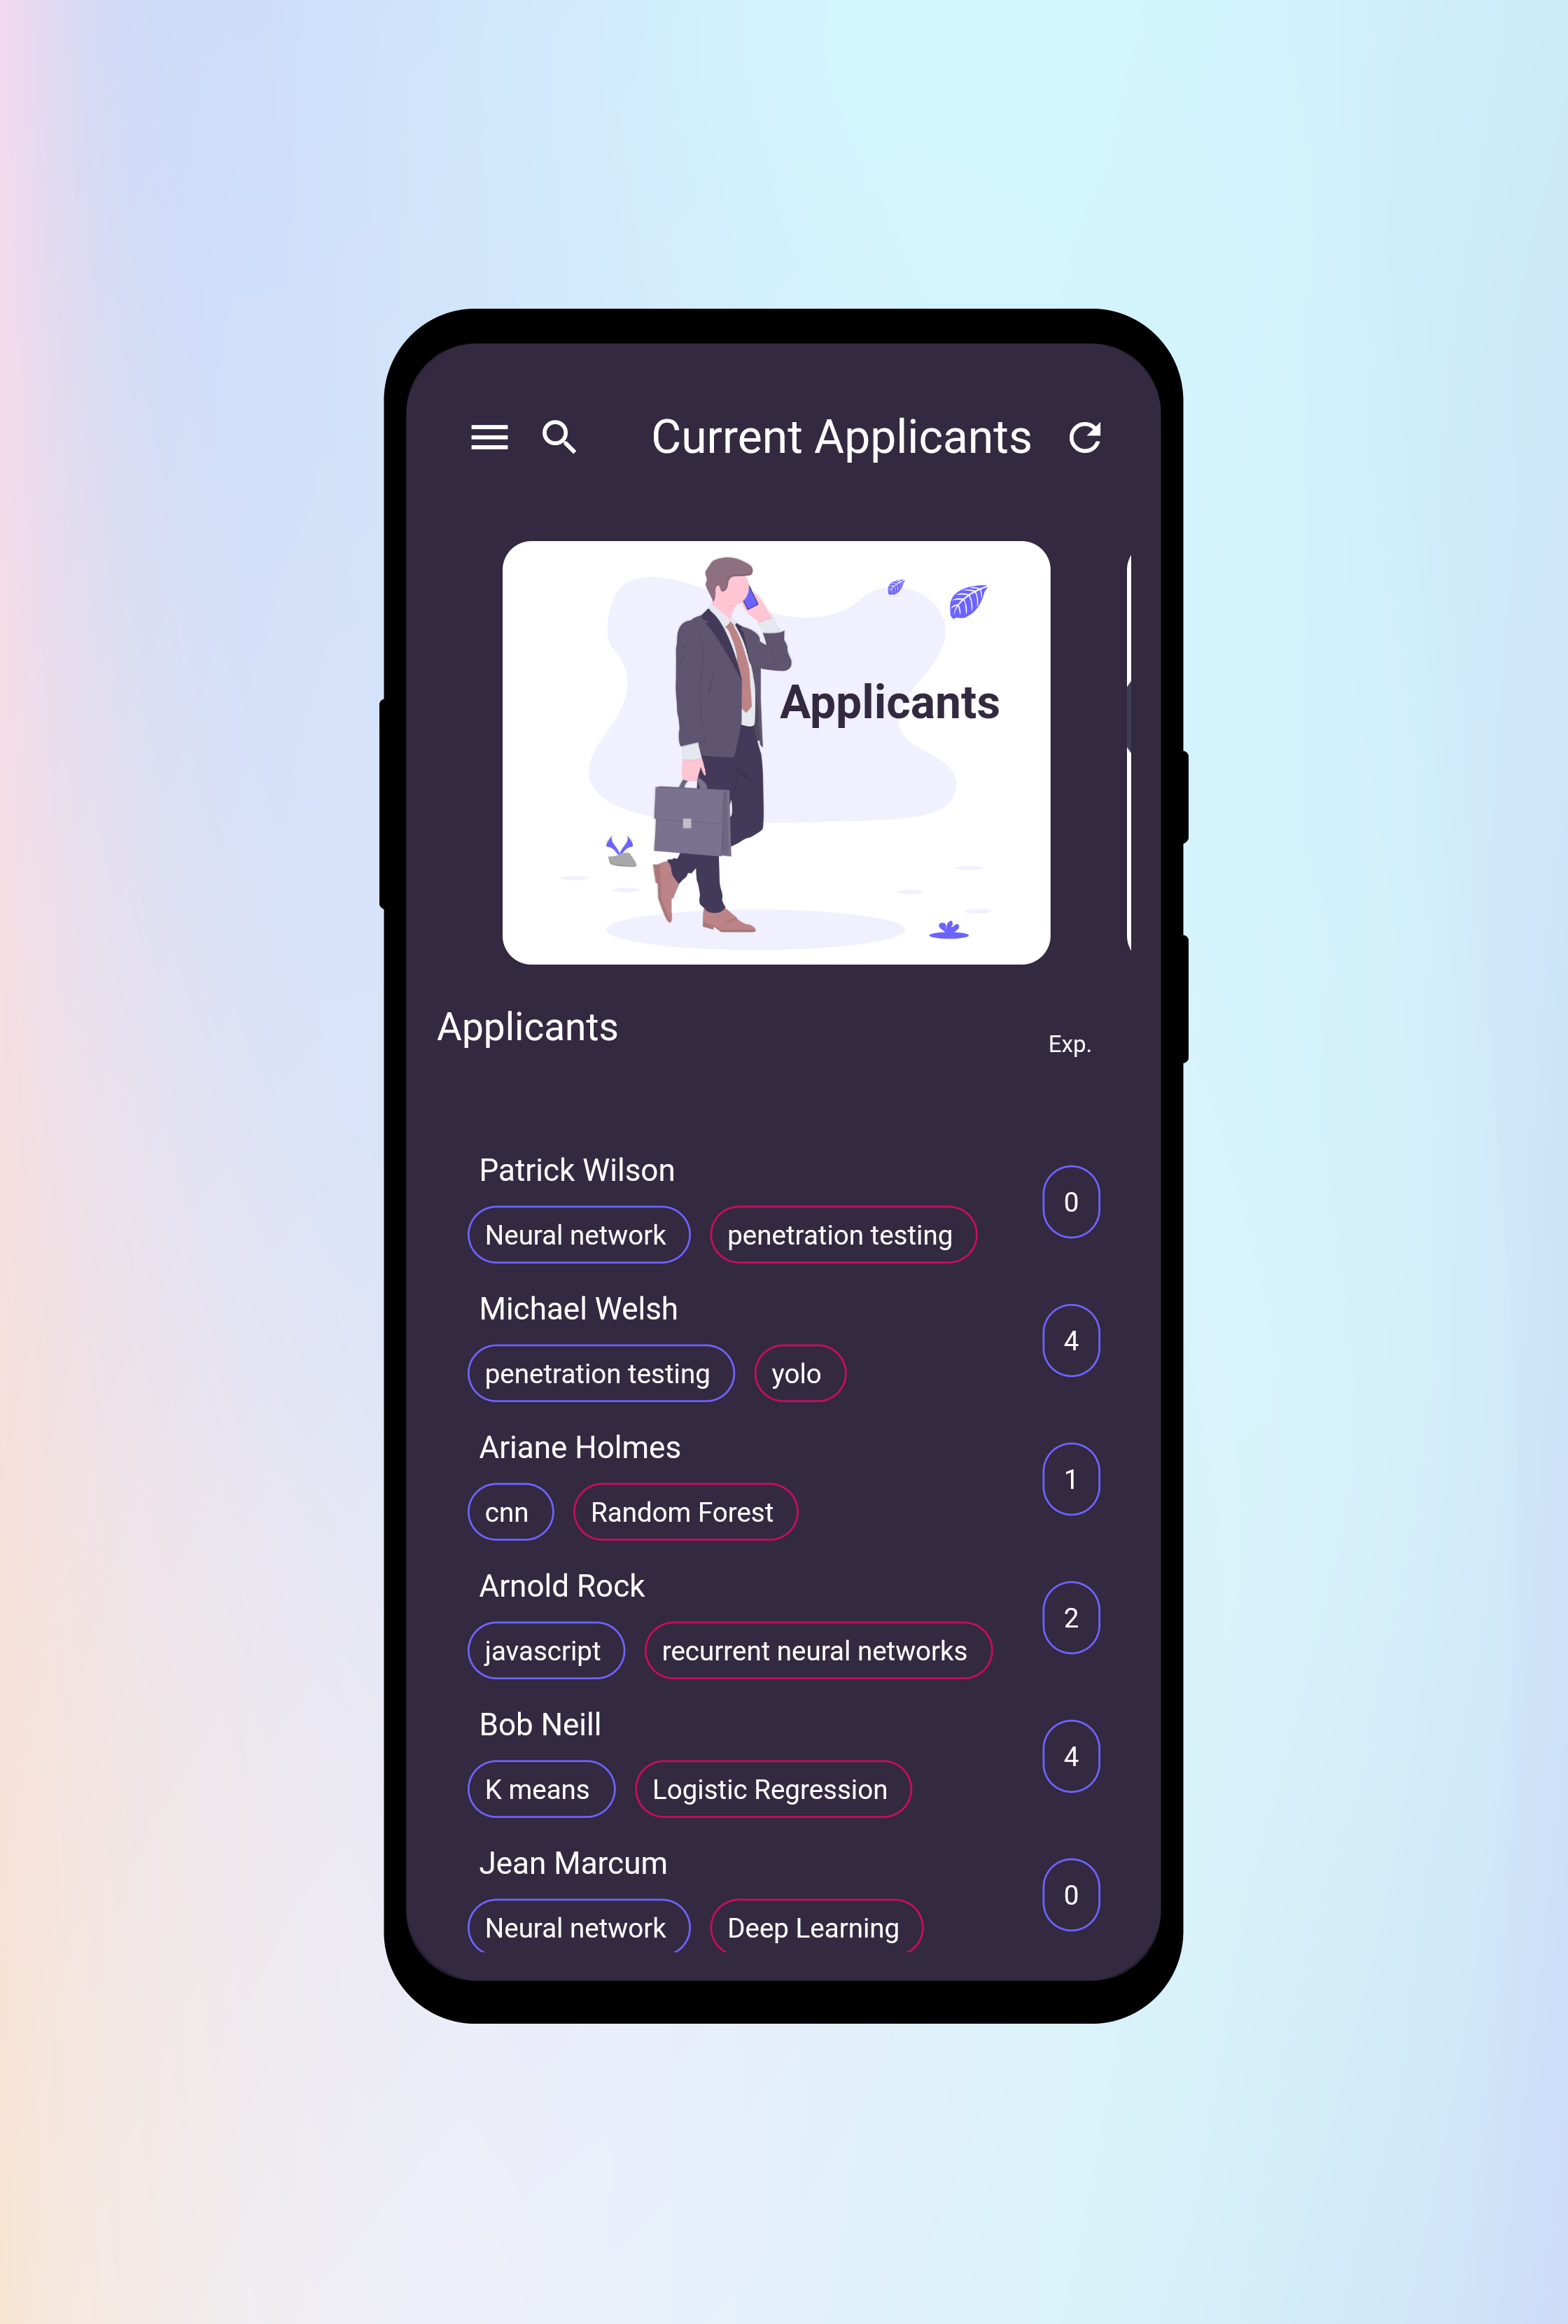 Current Applicants
Applicants
Applicants
Exp.
Patrick Wilson
0
Neural network penetration testing
Michael Welsh
4
penetration testing yolo
Ariane Holmes
1
cnn Random Forest
Arnold Rock
2
javascript recurrent neural networks
Bob Neill
4
K means Logistic Regression
Jean Marcum
0
Neural network Deep Learning